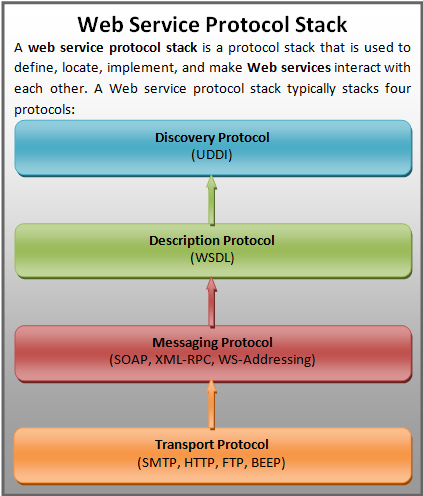 Web Service Protocol Stack
A web service protocol stack is a protocol stack that is used to
define, locate, implement, and make Web services interact with
each other. A Web service protocol stack typically stacks four
protocols:
Discovery Protocol
(UDDI)
Description Protocol
(WSDL)
Messaging Protocol
(SOAP, XML-RPC, WS-Addressing)
Transport Protocol
(SMTP, HTTP, FTP, BEEP)